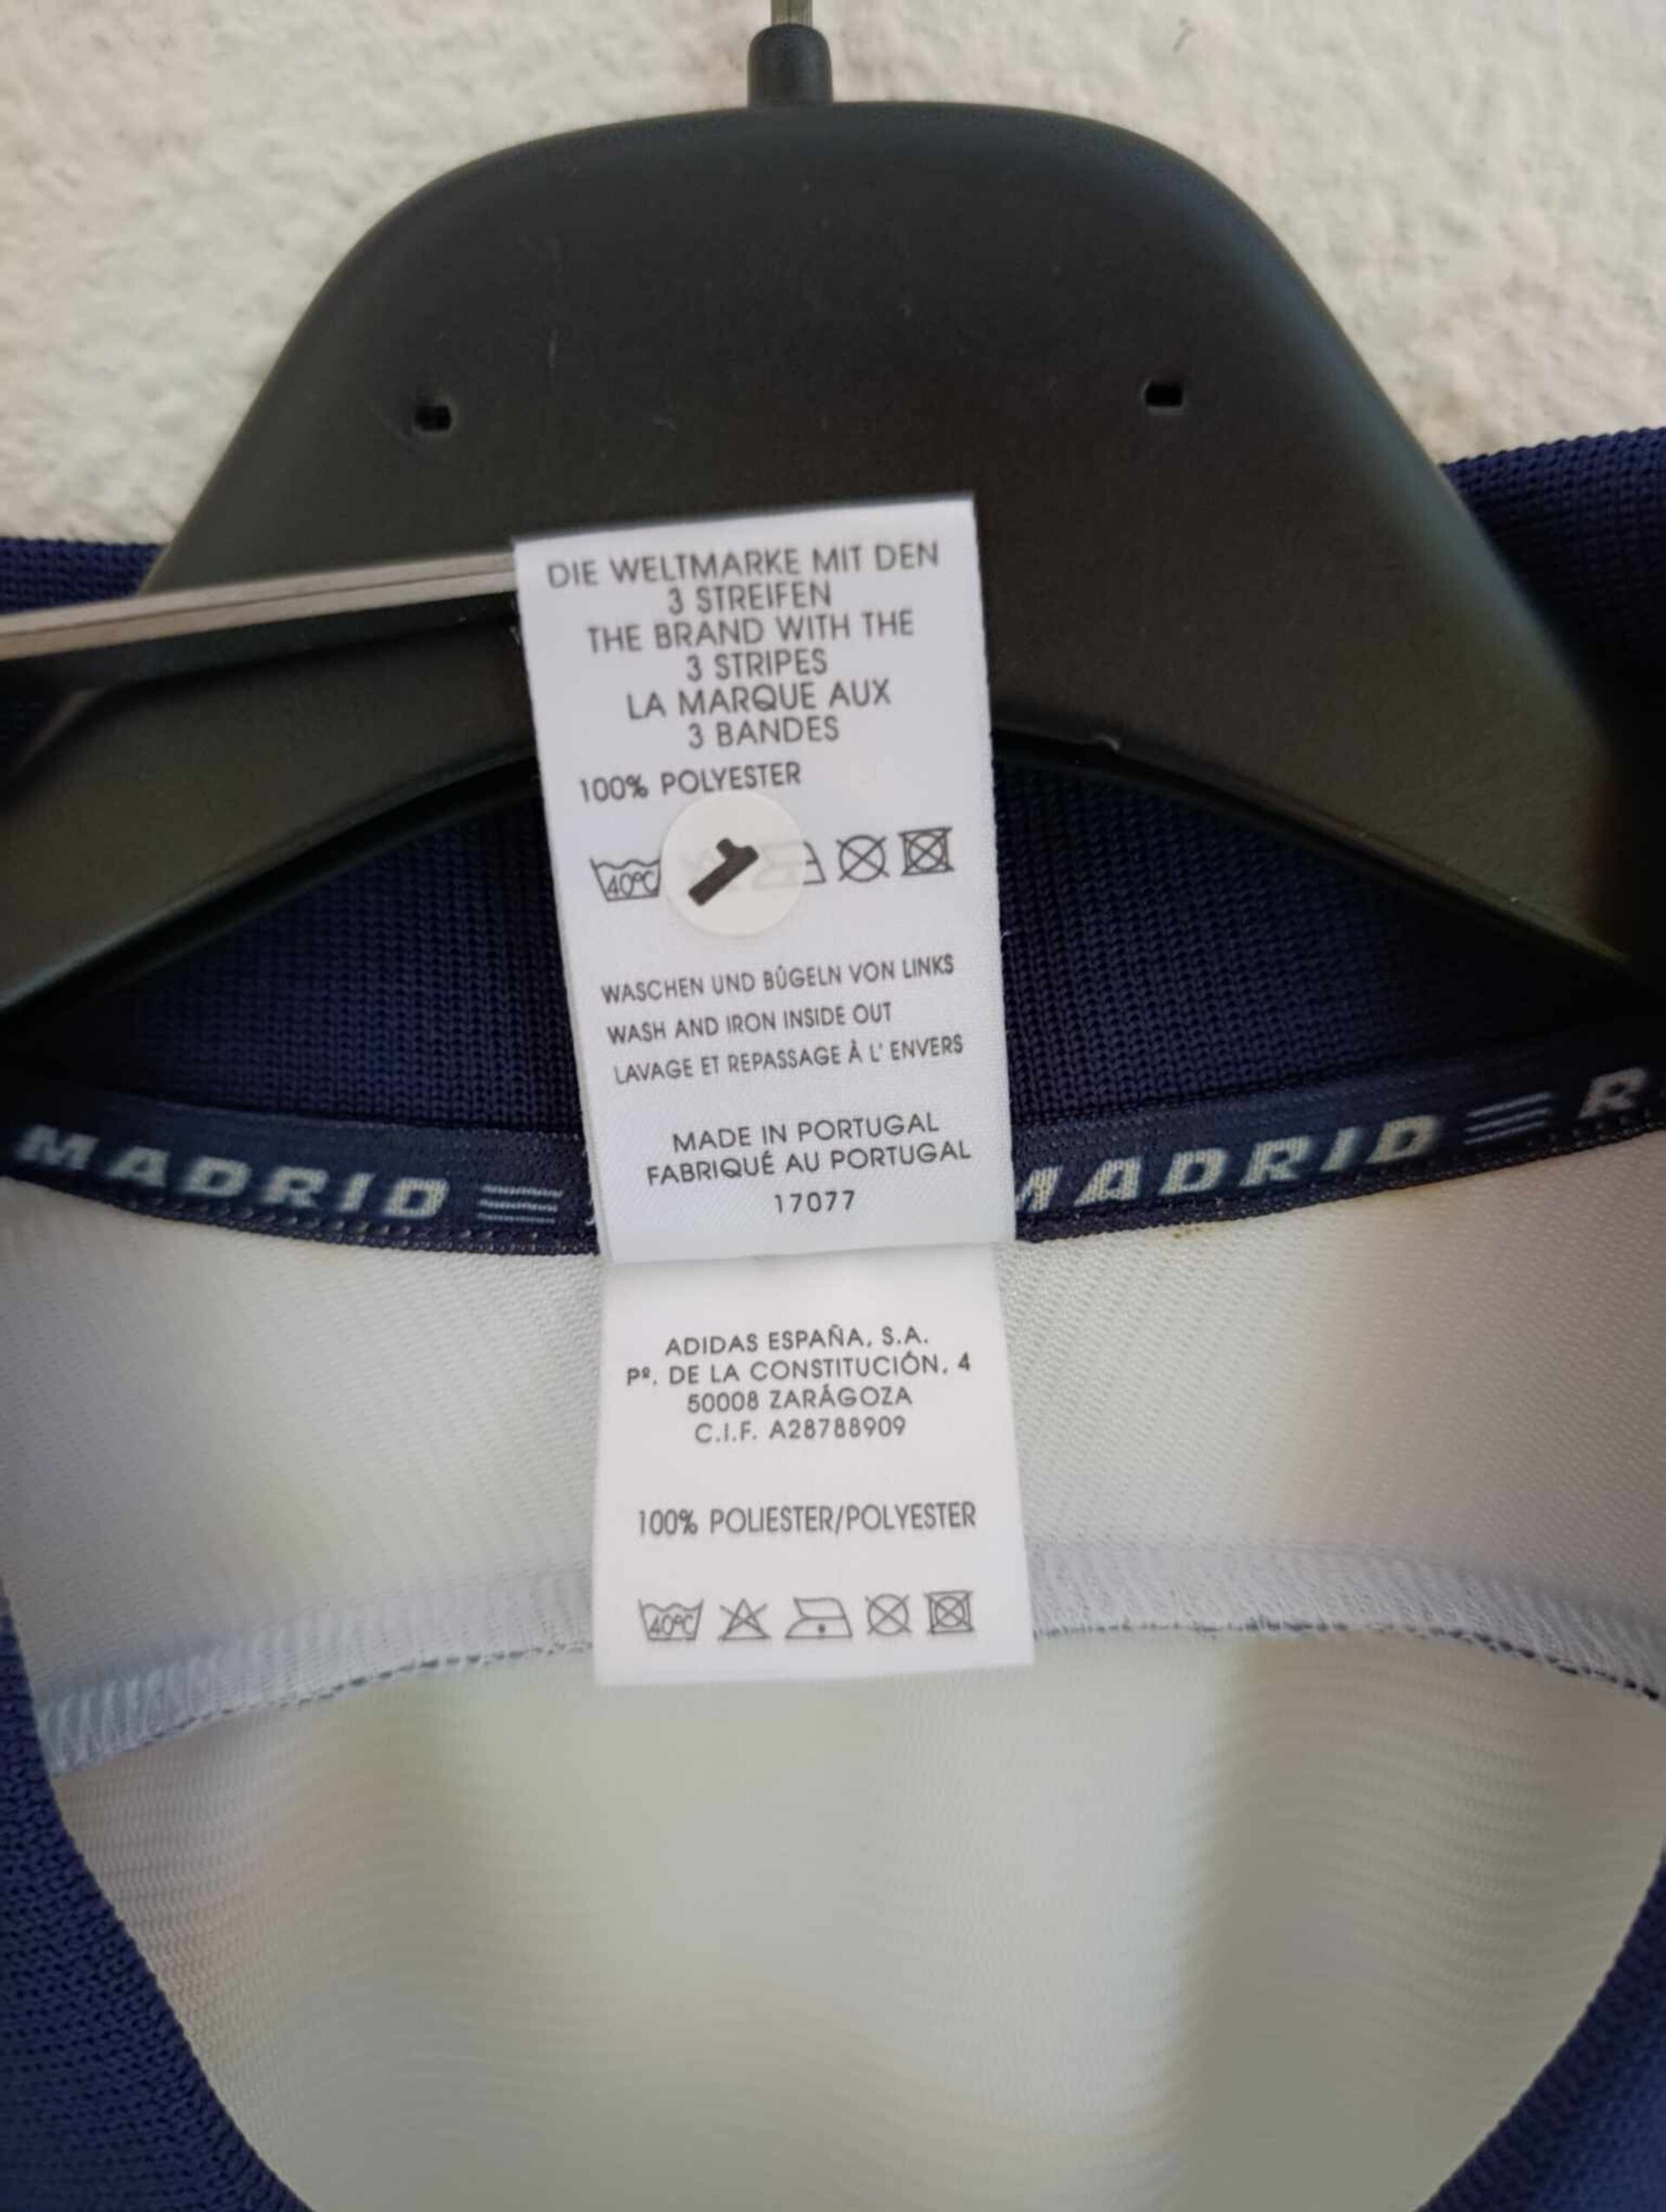 DIE WELTMARKE MIT DEN
3 STREIFEN
THE BRAND WITH THE
3 STRIPES
LA MARQUE AUX
3 BANDES
100% POLYESTER
40°C
WASCHEN UND BÜGELN VON LINKS
WASH AND IRON INSIDE OUT
LAVAGE ET REPASSAGE À L' ENVERS
MADE IN PORTUGAL
FABRIQUÉ AU PORTUGAL
17077
MADRID
MADRID R
ADIDAS ESPAÑA, S.A.
Pº. DE LA CONSTITUCIÓN. 4
50008 ZARÁGOZA
C.I.F. A28788909
100% POLIESTER/POLYESTER
40°C